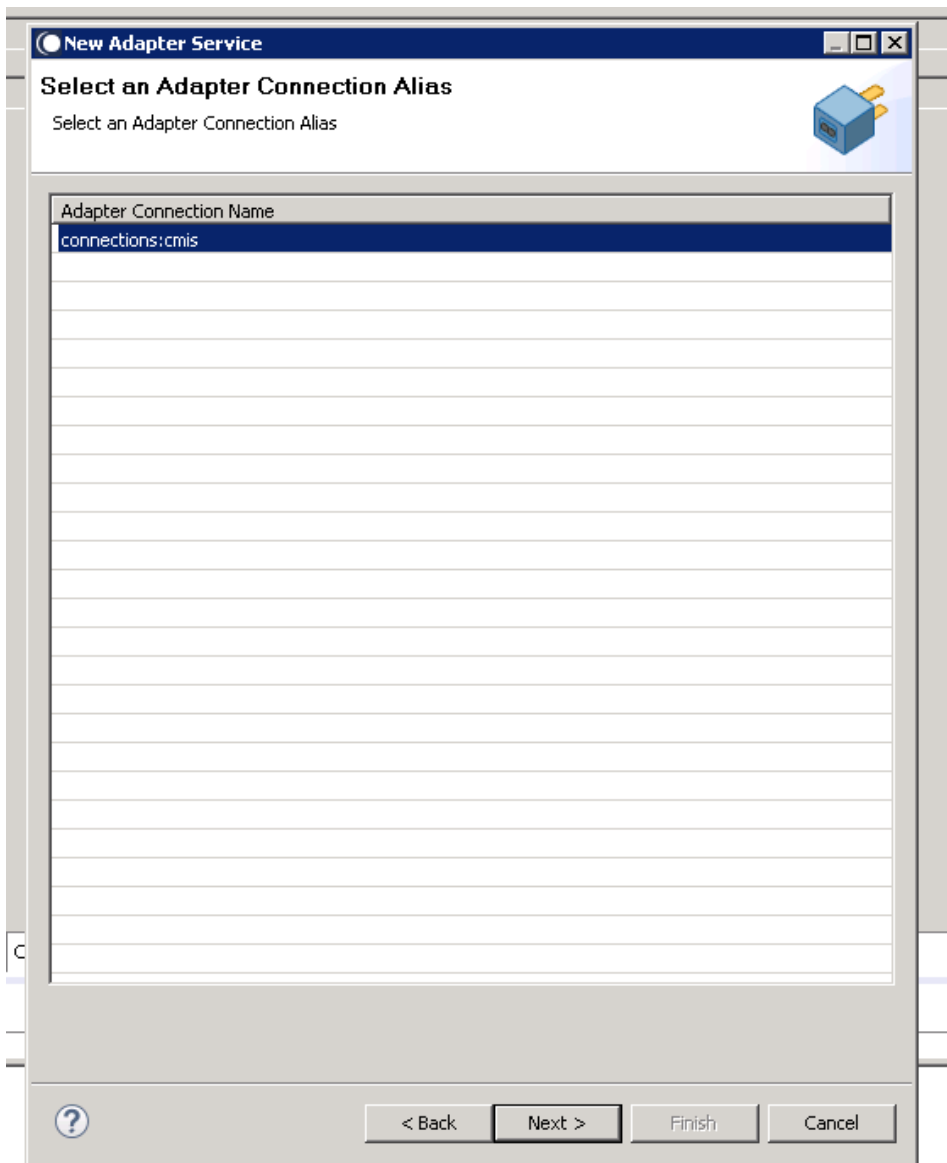 New Adapter Service
Select an Adapter Connection Alias
Select an Adapter Connection Alias
Adapter Connection Name
connections:cmis
C
?
< Back Next > Finish Cancel